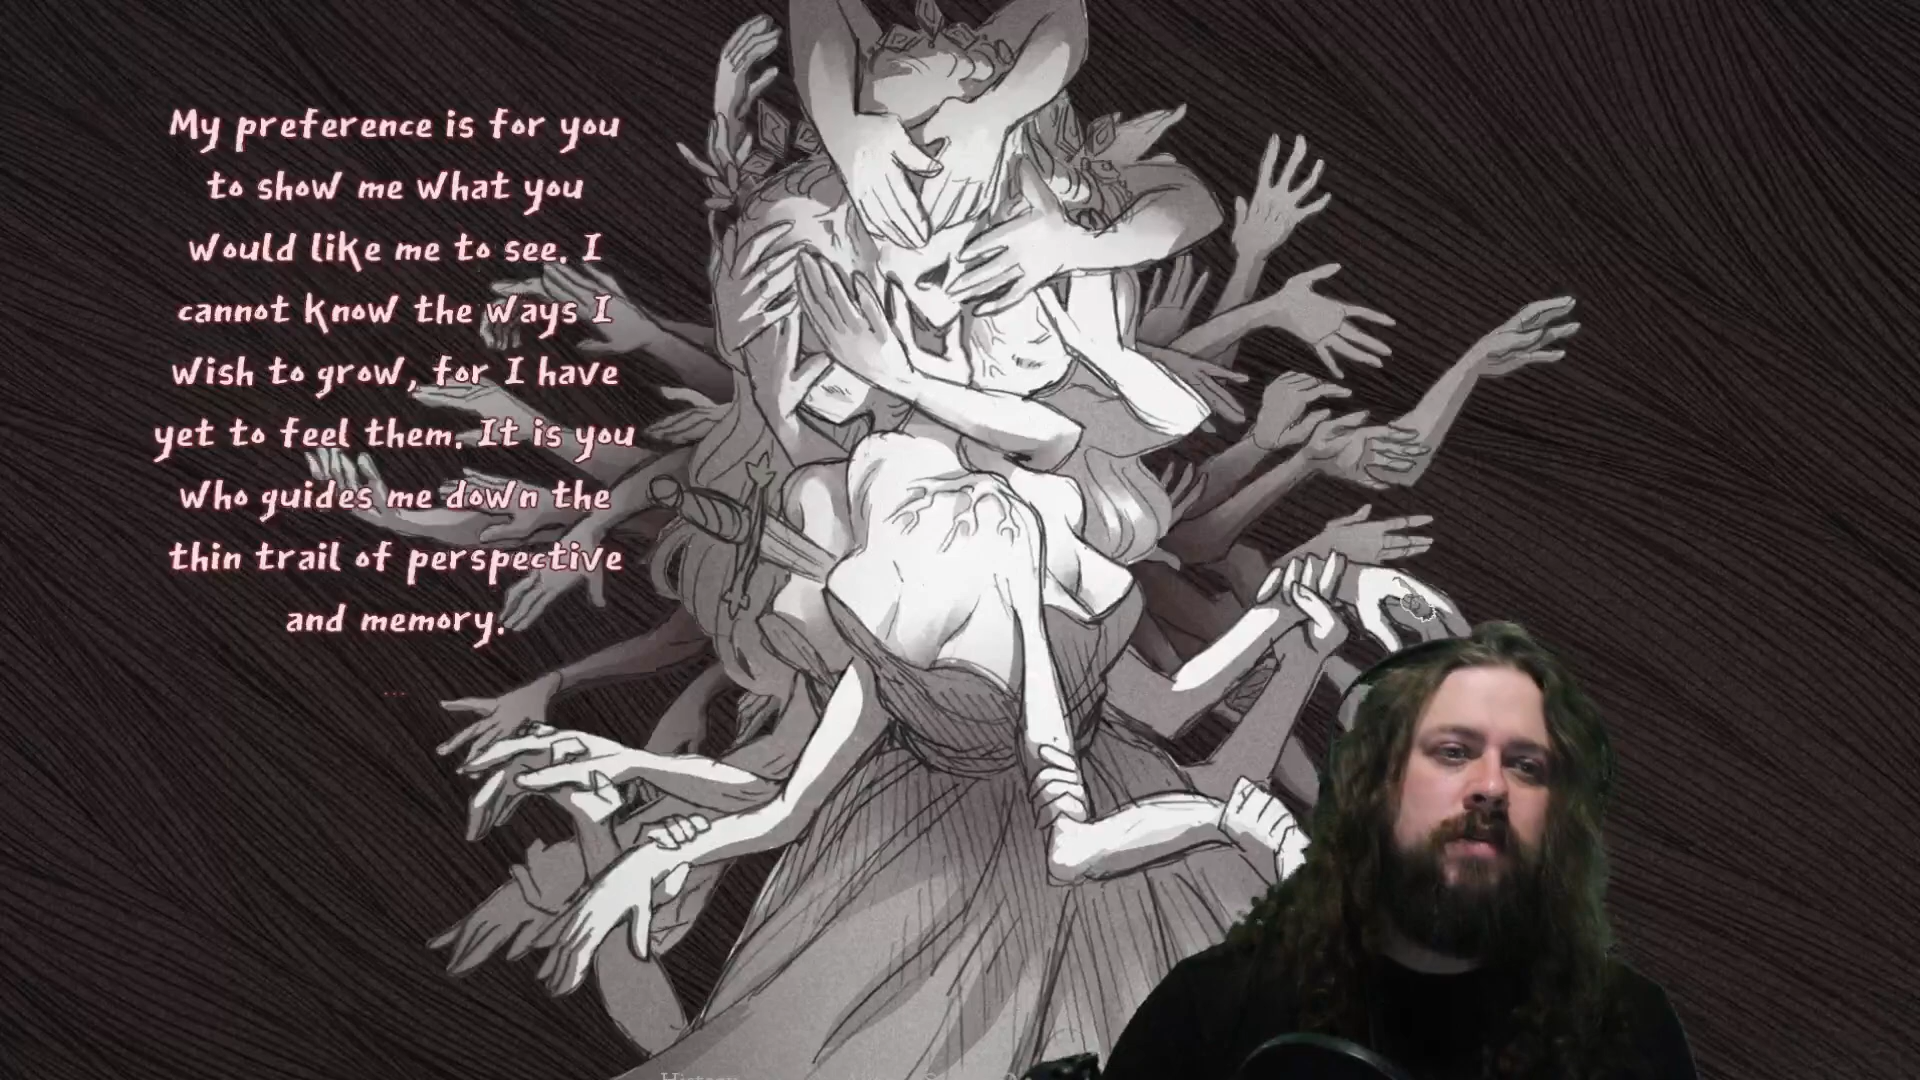 My preference is for you
to show me what you
would like me to see. I
cannot know the ways I
wish to grow, for I have
yet to feel them. It is you
who guides me down the
thin trail of perspective
and memory.
...
History